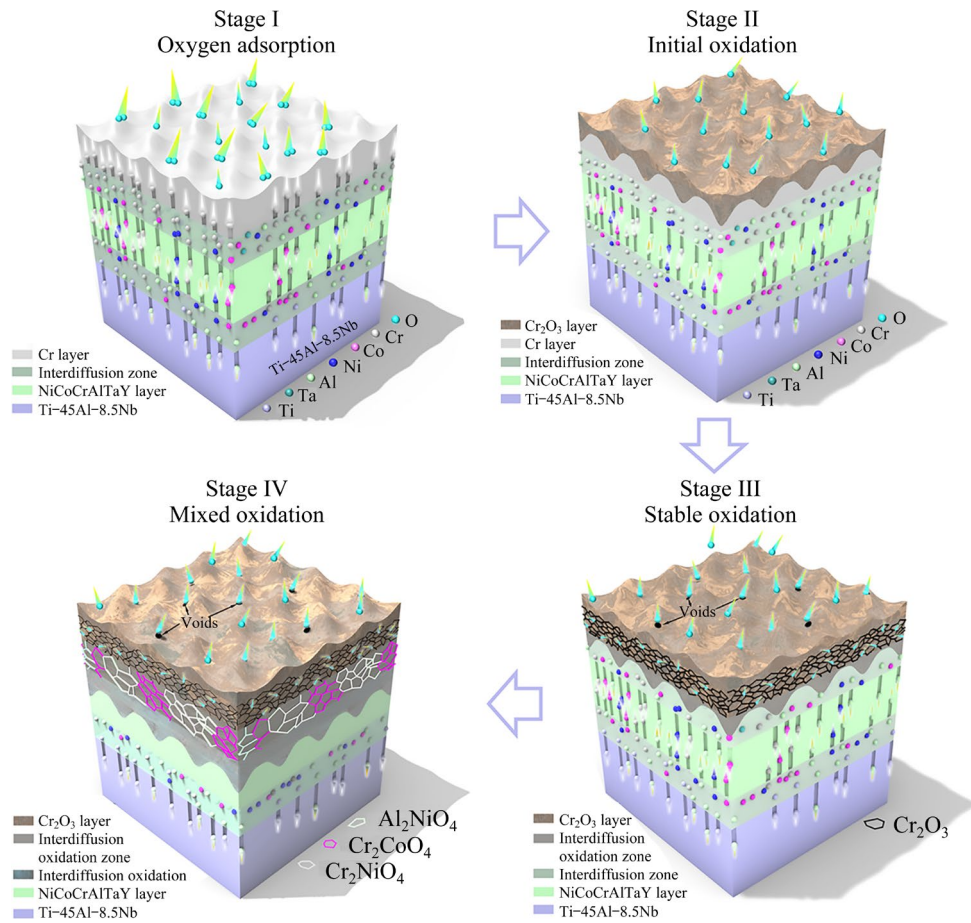 Stage I
Oxygen adsorption
Cr layer
Interdiffusion zone
NiCoCrAlTaY layer
Ti−45Al−8.5Nb
Ti−45Al−8.5Nb
O
Cr
Co
Ni
Al
Ta
Ti
Stage II
Initial oxidation
Cr₂O₃ layer
Cr layer
Interdiffusion zone
NiCoCrAlTaY layer
Ti−45Al−8.5Nb
O
Cr
Co
Ni
Al
Ta
Ti
Stage IV
Mixed oxidation
Voids
Cr₂O₃ layer
Interdiffusion
oxidation zone
Interdiffusion oxidation
NiCoCrAlTaY layer
Ti−45Al−8.5Nb
Al₂NiO₄
Cr₂CoO₄
Cr₂NiO₄
Stage III
Stable oxidation
Voids
Cr₂O₃ layer
Interdiffusion
oxidation zone
Interdiffusion zone
NiCoCrAlTaY layer
Ti−45Al−8.5Nb
Cr₂O₃